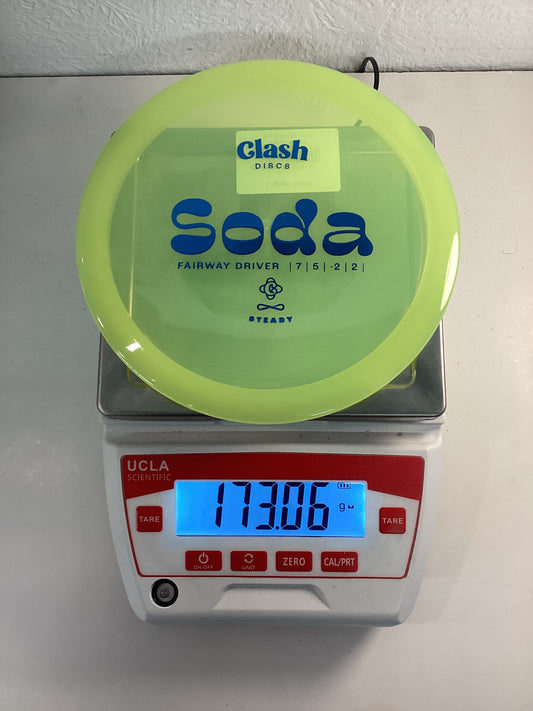 Clash
DISCS
Soda
FAIRWAY DRIVER | 7 | 5 | -2 | 2 |
STEADY
UCLA
SCIENTIFIC
173.06
g
TARE
TARE
ON OFF
UNIT
ZERO
CAL/PRT